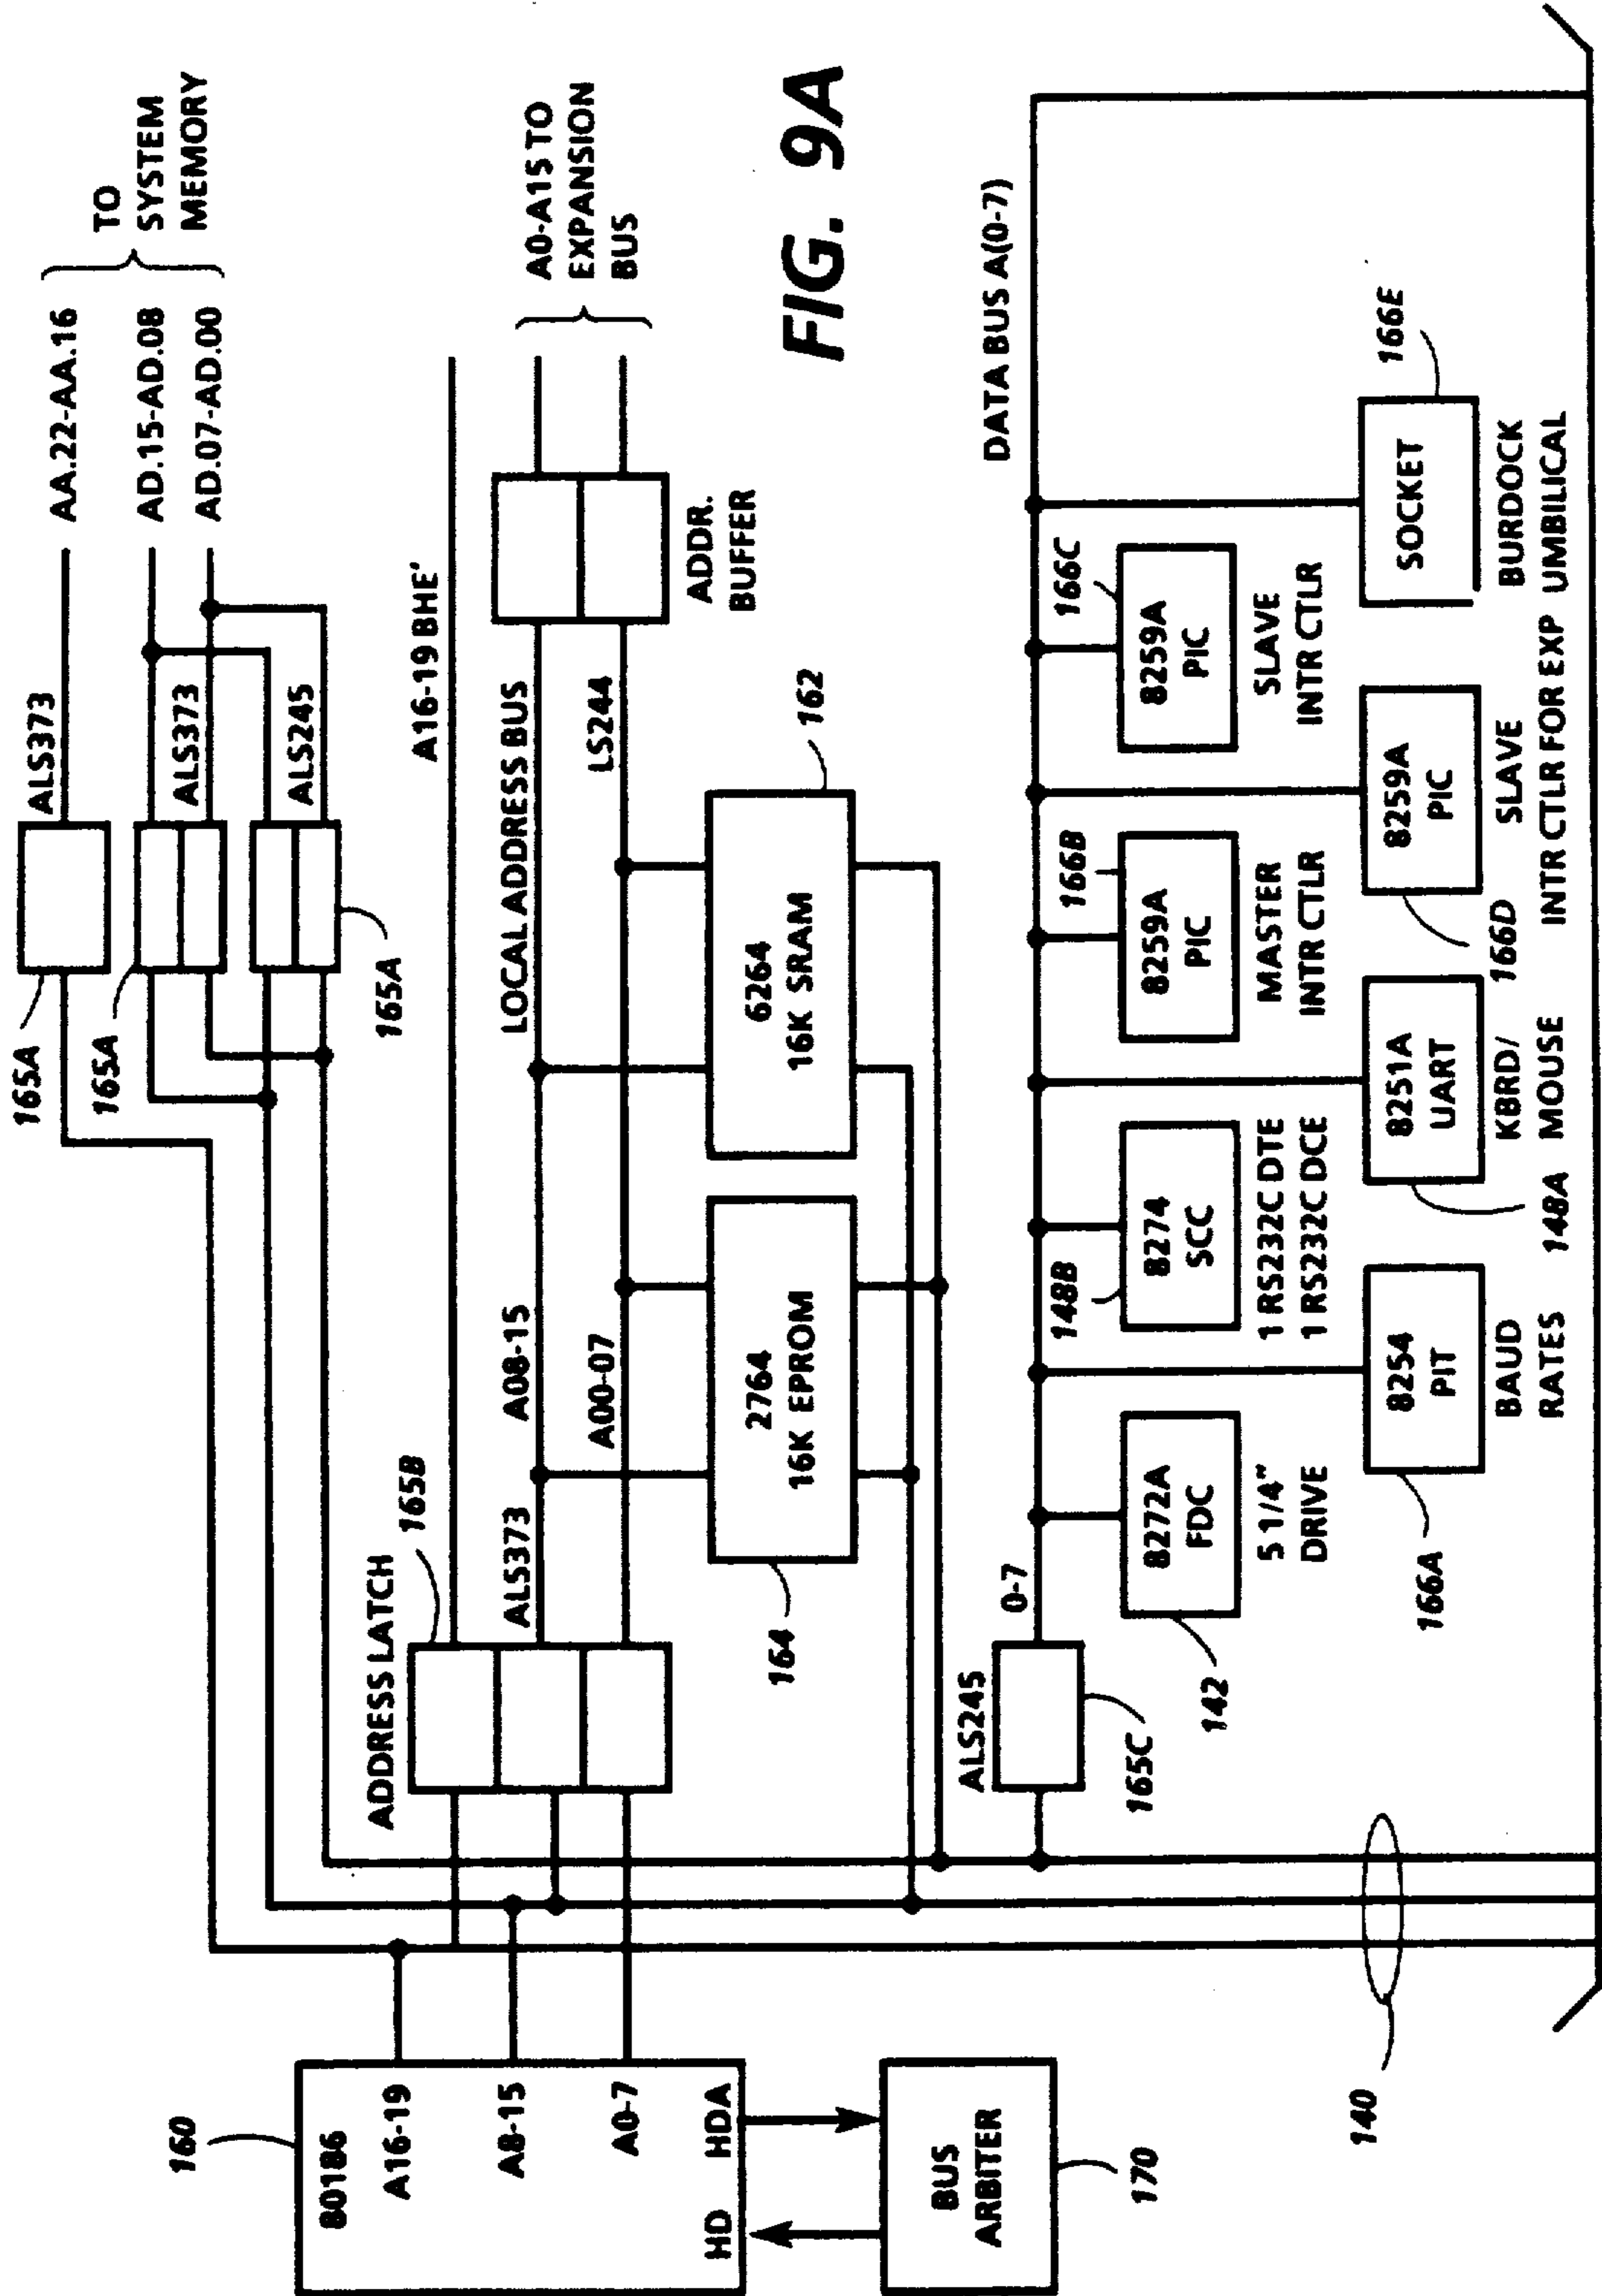 160
80186
A16-19
A8-15
A0-7
HD HDA
BUS
ARBITER
170
140
165A
ALS373
AA.22-AA.16
165A
ALS373
AD.15-AD.08
AD.07-AD.00
ALS245
165A
TO
SYSTEM
MEMORY
ADDRESS LATCH
165B
A16-19 BHE'
ALS373
A08-15
LOCAL ADDRESS BUS
A00-07
LS244
ADDR.
BUFFER
A0-A15 TO
EXPANSION
BUS
2764
16K EPROM
164
6264
16K SRAM
162
FIG. 9A
ALS245
165C
0-7
DATA BUS A(0-7)
8272A
FDC
5 1/4"
DRIVE
142
148B
8274
SCC
1 RS232C DTE
1 RS232C DCE
166B
8259A
PIC
MASTER
INTR CTLR
166C
8259A
PIC
SLAVE
INTR CTLR
166A
8254
PIT
BAUD
RATES
148A
8251A
UART
KBRD/
MOUSE
166D
8259A
PIC
SLAVE
INTR CTLR FOR EXP
166E
SOCKET
BURDOCK
UMBILICAL